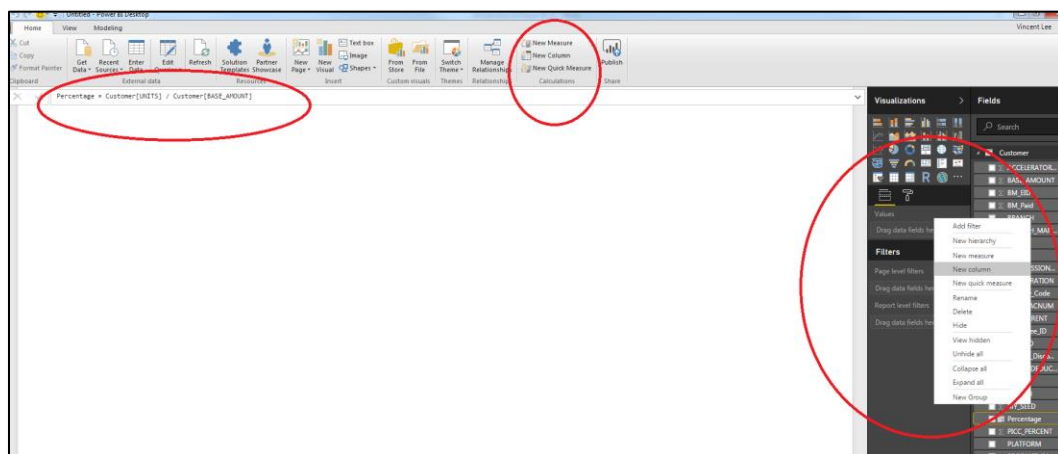 Untitled - Power BI Desktop
Home View Modeling
Vincent Lee
Cut
Copy
Format Painter
Clipboard
Get Data
Recent Sources
Enter Data
Edit
External data
Refresh
Solution Templates
Partner Showcase
Resources
New Page
New Visual
Text box
Image
Shapes
Insert
From Store
From File
Custom visuals
Switch Theme
Themes
Manage Relationships
Relationships
New Measure
New Column
New Quick Measure
Calculations
Publish
Share
Percentage = Customer[UNITS] / Customer[BASE_AMOUNT]
Visualizations
Values
Drag data fields he
Filters
Page level filters
Drag data fields he
Report level filters
Drag data fields he
Add filter
New hierarchy
New measure
New column
New quick measure
Rename
Delete
Hide
View hidden
Unhide all
Collapse all
Expand all
New Group
Fields
Search
Customer
BASE_AMOUNT
BM_EID
BM_Paid
BRANCH
Percentage
PICC_PERCENT
PLATFORM